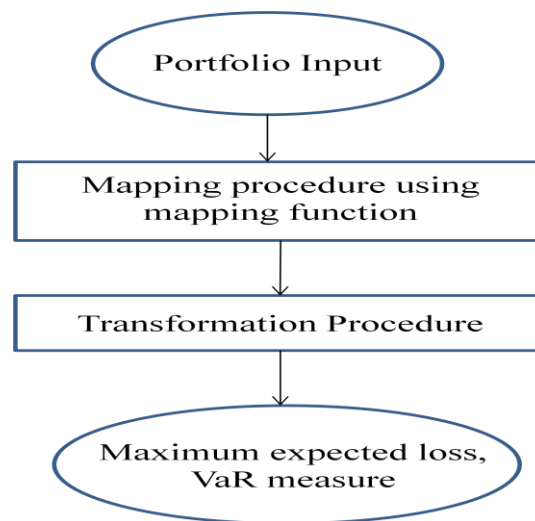 Portfolio Input
Mapping procedure using
mapping function
Transformation Procedure
Maximum expected loss,
VaR measure